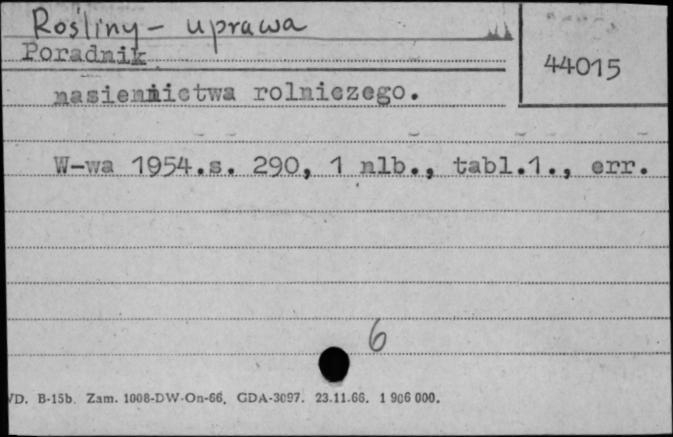 Rośliny - uprawa
Poradnik
44015
nasiennictwa rolniczego.
W-wa 1954.s. 290, 1 nlb., tabl.1., err.
6
D. B-15b. Zam. 1008-DW-On-66, GDA-3097. 23.11.66. 1 906 000.